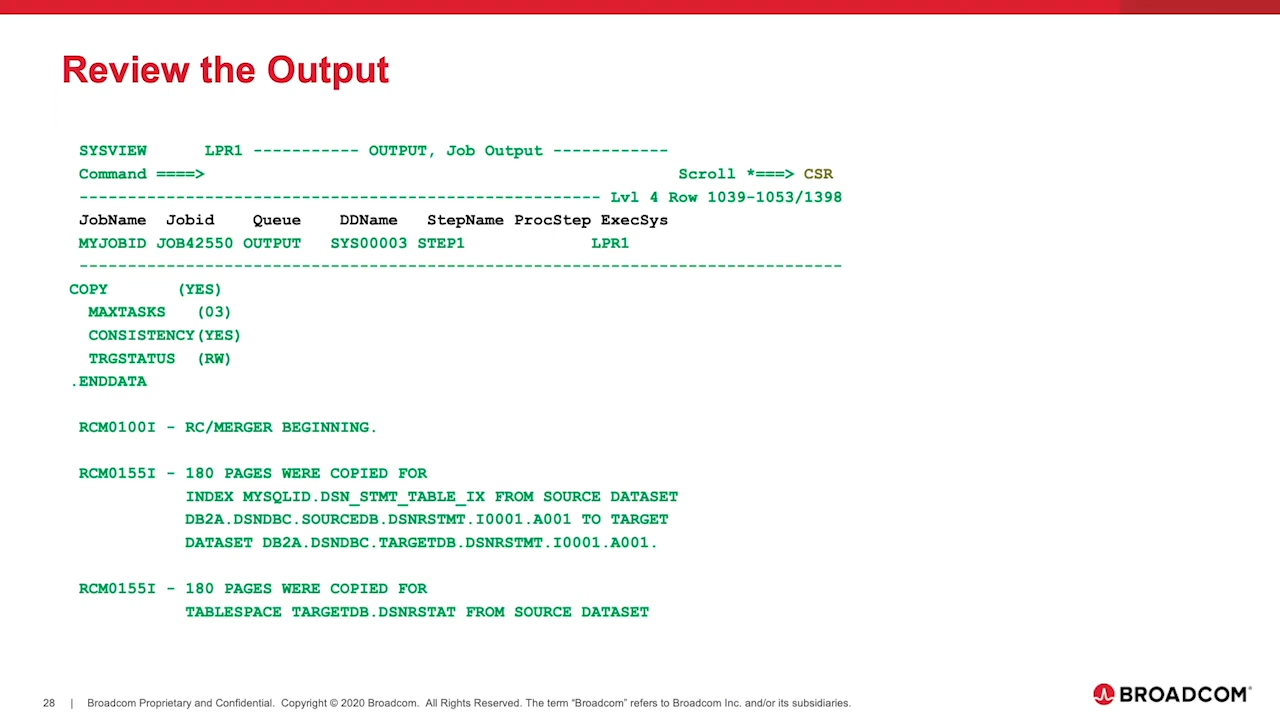 Review the Output
SYSVIEW      LPR1 ----------- OUTPUT, Job Output ------------
Command ====>                                                 Scroll *===> CSR
------------------------------------------------------ Lvl 4 Row 1039-1053/1398
JobName  Jobid    Queue    DDName   StepName ProcStep ExecSys
MYJOBID JOB42550 OUTPUT   SYS00003 STEP1             LPR1
-------------------------------------------------------------------------------
COPY       (YES)
MAXTASKS   (03)
CONSISTENCY(YES)
TRGSTATUS  (RW)
.ENDDATA
RCM0100I - RC/MERGER BEGINNING.
RCM0155I - 180 PAGES WERE COPIED FOR
INDEX MYSQLID.DSN_STMT_TABLE_IX FROM SOURCE DATASET
DB2A.DSNDBC.SOURCEDB.DSNRSTMT.I0001.A001 TO TARGET
DATASET DB2A.DSNDBC.TARGETDB.DSNRSTMT.I0001.A001.
RCM0155I - 180 PAGES WERE COPIED FOR
TABLESPACE TARGETDB.DSNRSTAT FROM SOURCE DATASET
28 | Broadcom Proprietary and Confidential. Copyright © 2020 Broadcom. All Rights Reserved. The term “Broadcom” refers to Broadcom Inc. and/or its subsidiaries.
BROADCOM®